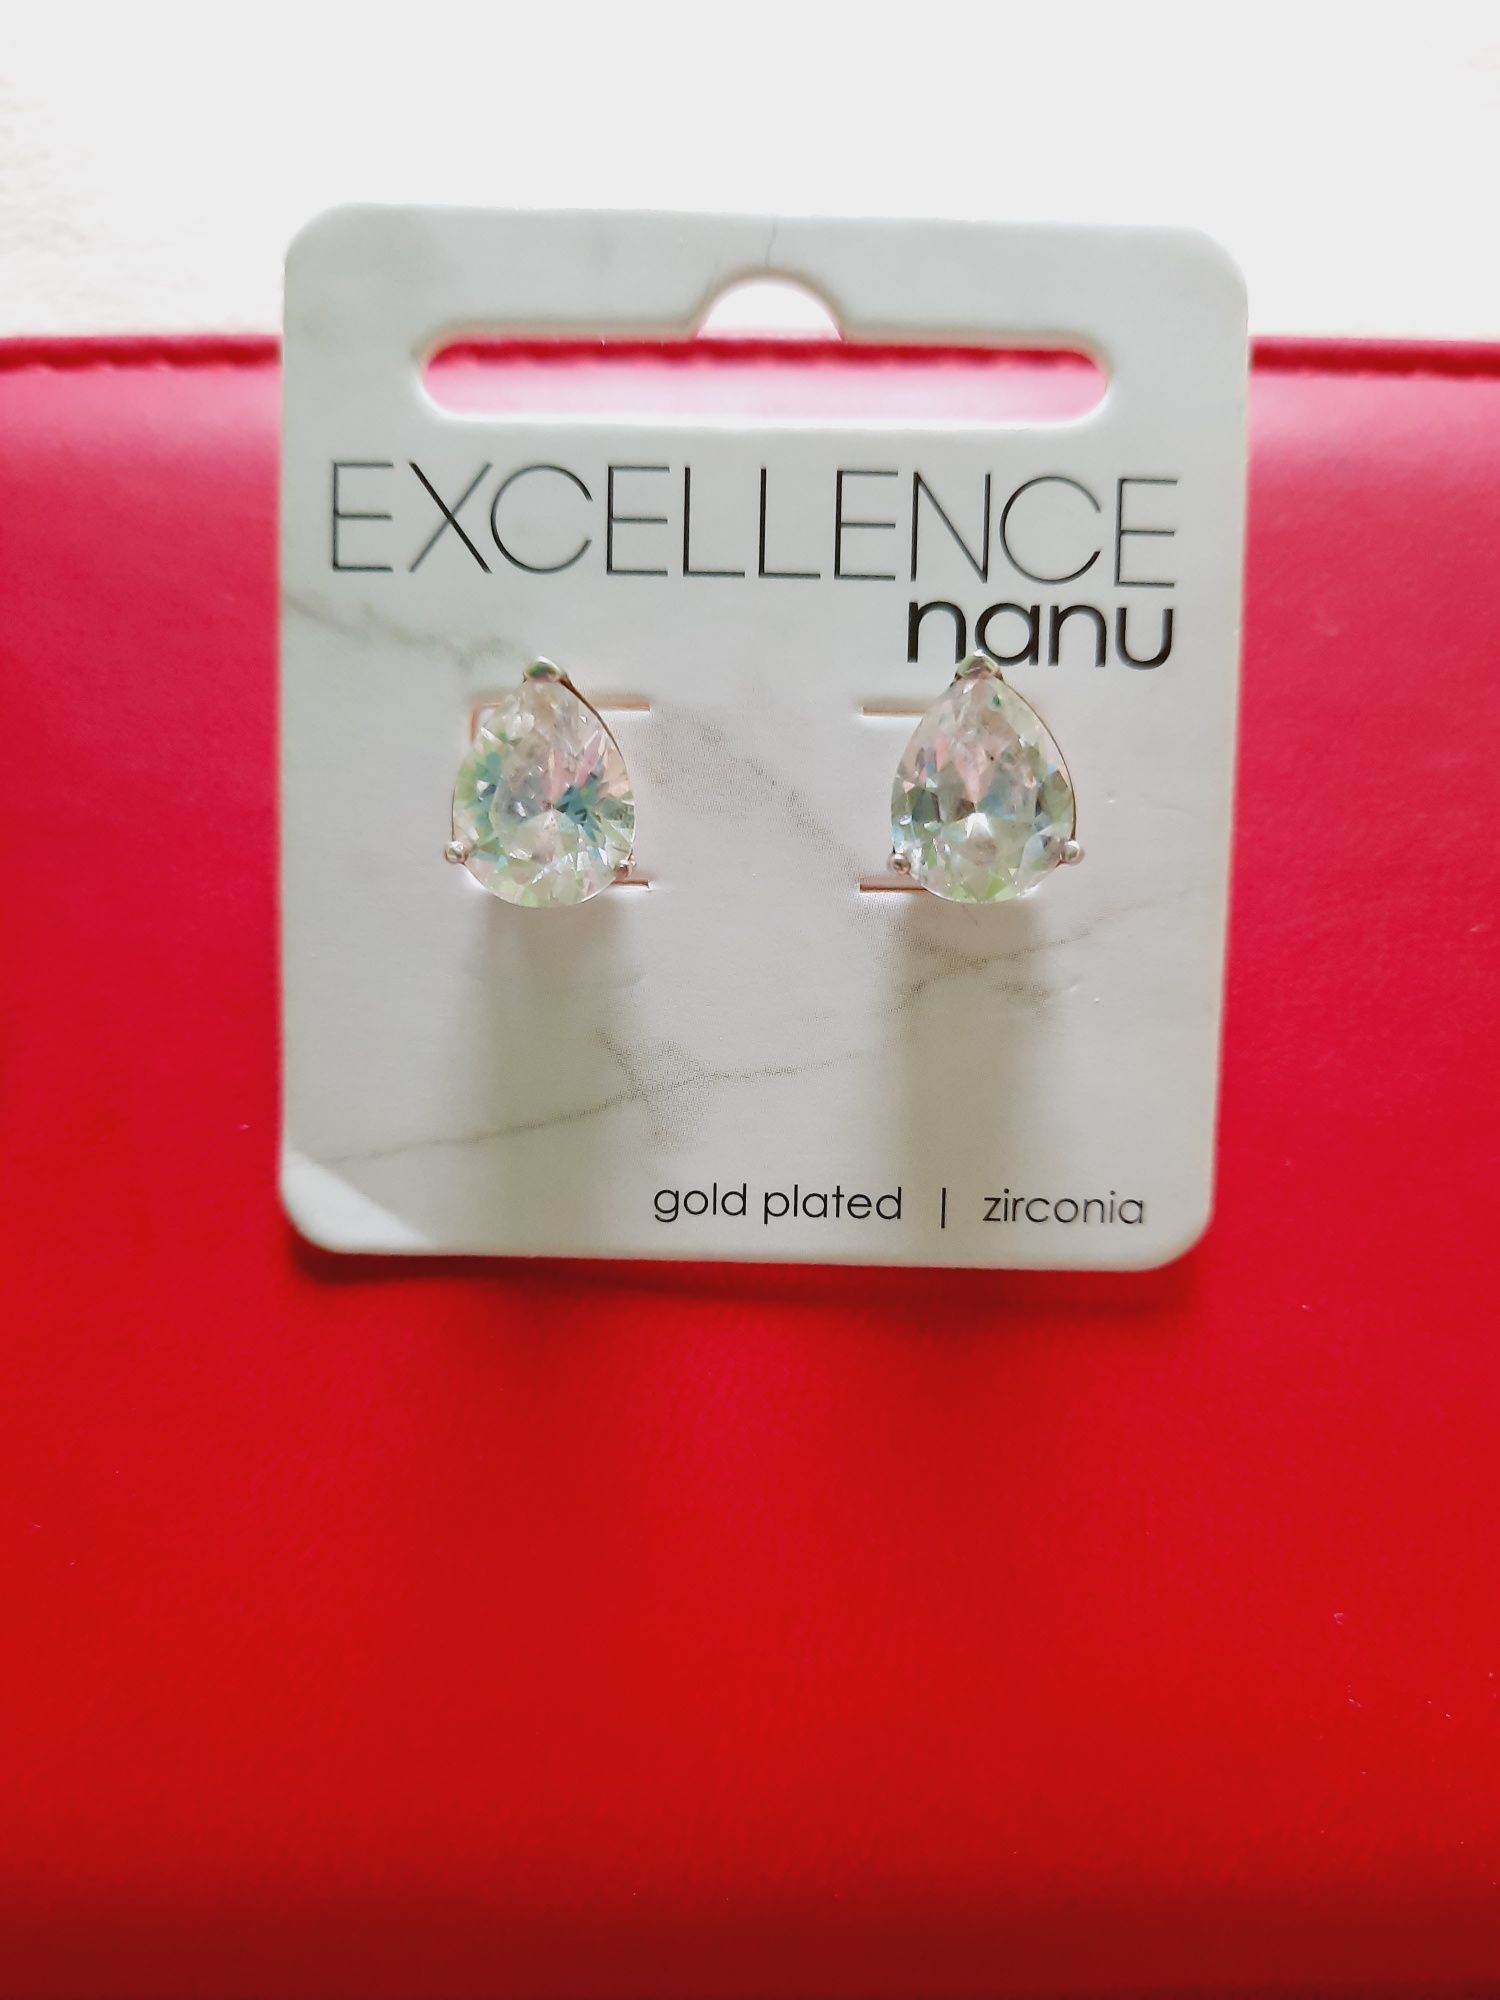 EXCELLENCE
nanu
gold plated | zirconia